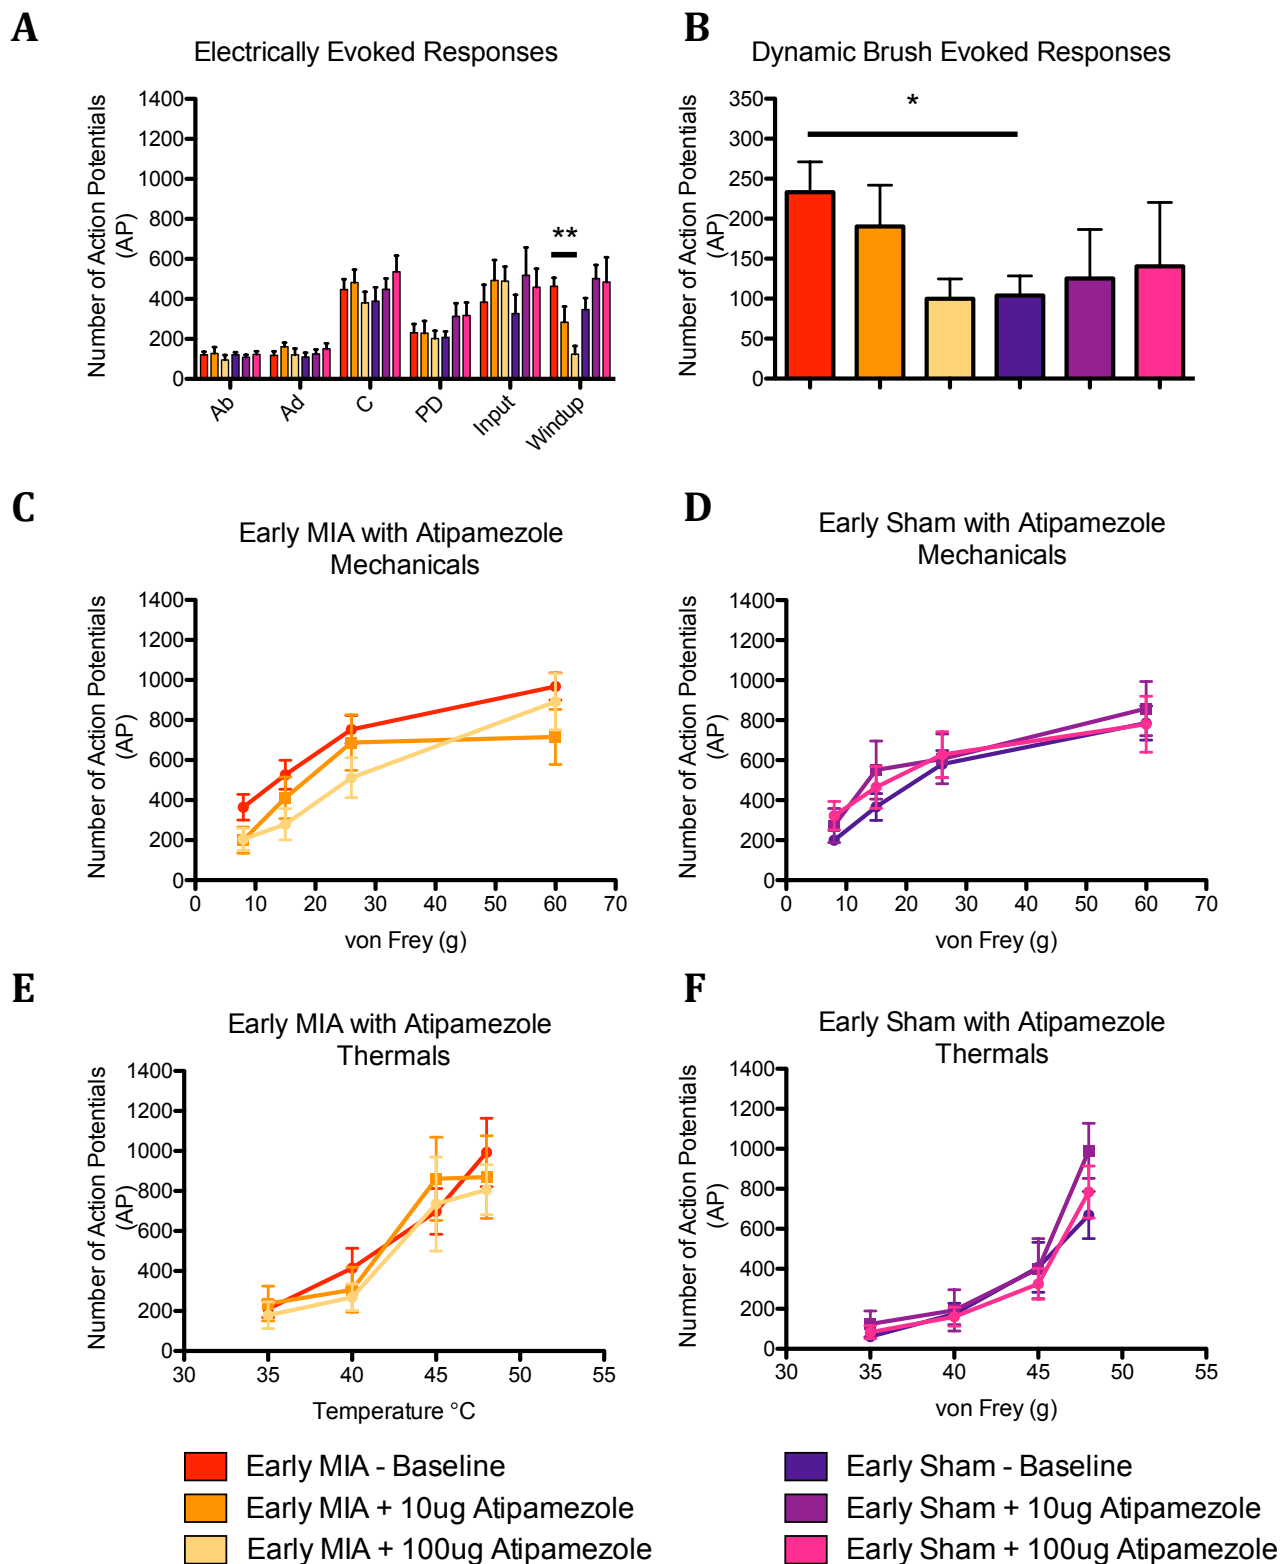 A
Electrically Evoked Responses
Number of Action Potentials
(AP)
1400
1200
1000
800
600
400
200
0
**
Ab
Ad
C
PD
Input
Windup
B
Dynamic Brush Evoked Responses
Number of Action Potentials
(AP)
350
300
250
200
150
100
50
0
*
C
Early MIA with Atipamezole
Mechanicals
Number of Action Potentials
(AP)
1400
1200
1000
800
600
400
200
0
0 10 20 30 40 50 60 70
von Frey (g)
D
Early Sham with Atipamezole
Mechanicals
Number of Action Potentials
(AP)
1400
1200
1000
800
600
400
200
0
0 10 20 30 40 50 60 70
von Frey (g)
E
Early MIA with Atipamezole
Thermals
Number of Action Potentials
(AP)
1400
1200
1000
800
600
400
200
0
30 35 40 45 50 55
Temperature °C
F
Early Sham with Atipamezole
Thermals
Number of Action Potentials
(AP)
1400
1200
1000
800
600
400
200
0
30 35 40 45 50 55
von Frey (g)
Early MIA - Baseline
Early MIA + 10ug Atipamezole
Early MIA + 100ug Atipamezole
Early Sham - Baseline
Early Sham + 10ug Atipamezole
Early Sham + 100ug Atipamezole